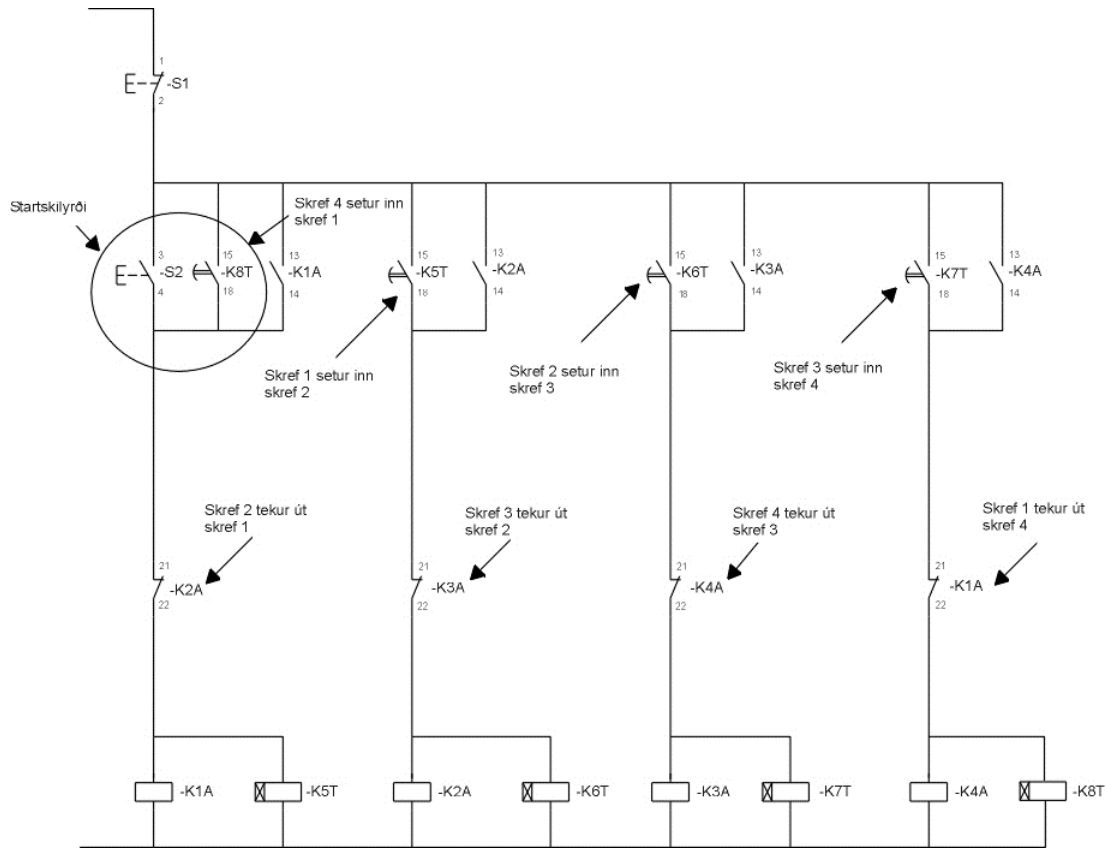 1
-S1
2
Startskilyrði
Skref 4 setur inn
skref 1
3
-S2
4
15
-K8T
18
13
-K1A
14
15
-K5T
18
13
-K2A
14
15
-K6T
18
13
-K3A
14
15
-K7T
18
13
-K4A
14
Skref 1 setur inn
skref 2
Skref 2 setur inn
skref 3
Skref 3 setur inn
skref 4
Skref 2 tekur út
skref 1
Skref 3 tekur út
skref 2
Skref 4 tekur út
skref 3
Skref 1 tekur út
skref 4
21
-K2A
22
21
-K3A
22
21
-K4A
22
21
-K1A
22
-K1A
-K5T
-K2A
-K6T
-K3A
-K7T
-K4A
-K8T